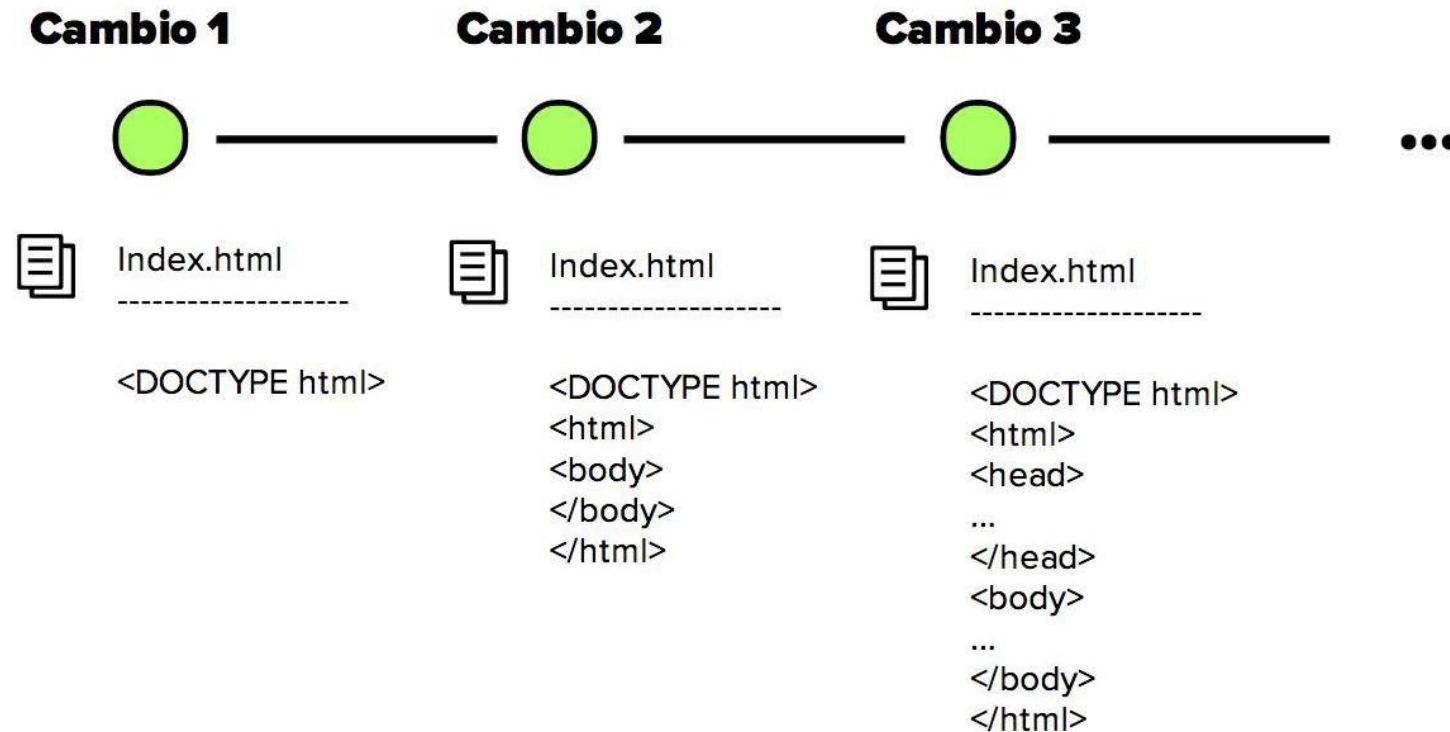 Cambio 1
Cambio 2
Cambio 3
...
Index.html
--------------------
<DOCTYPE html>
Index.html
--------------------
<DOCTYPE html>
<html>
<body>
</body>
</html>
Index.html
--------------------
<DOCTYPE html>
<html>
<head>
...
</head>
<body>
...
</body>
</html>